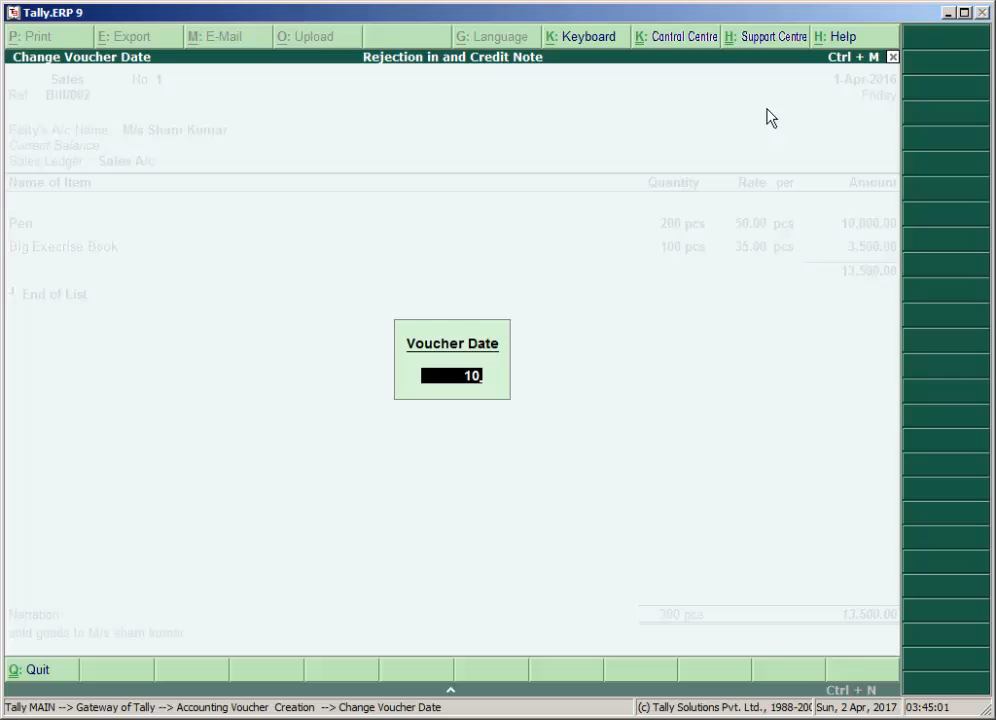 Tally.ERP 9
P: Print E: Export M: E-Mail O: Upload G: Language K: Keyboard K: Control Centre H: Support Centre H: Help
Change Voucher Date Rejection in and Credit Note Ctrl + M
Sales No. 1 1-Apr-2016
Ref. Bill/002 Friday
Party's A/c Name: M/s Sham Kumar
Current Balance
Sales Ledger Sales A/c
Name of Item Quantity Rate per Amount
Pen 200 pcs 50.00 pcs 10,000.00
Big Execrise Book 100 pcs 35.00 pcs 3,500.00
13,500.00
End of List
Voucher Date
10
Narration: 300 pcs 13,500.00
sold goods to M/s sham kumar
Q: Quit
Ctrl + N
Tally MAIN --> Gateway of Tally --> Accounting Voucher Creation --> Change Voucher Date (c) Tally Solutions Pvt. Ltd., 1988-200 Sun, 2 Apr, 2017 03:45:01